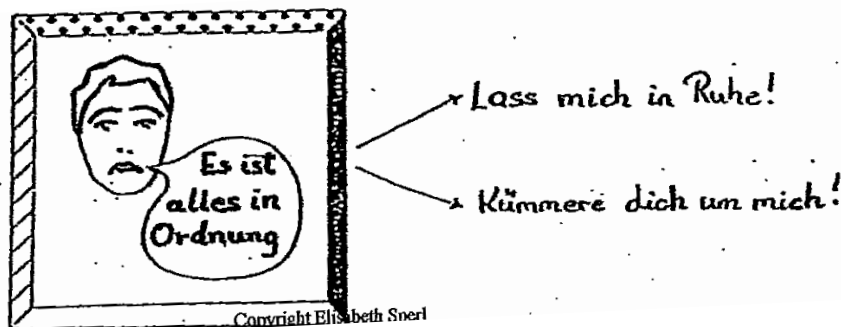 Es ist
alles in
Ordnung
Lass mich in Ruhe!
Kümmere dich um mich!
Copyright Elisabeth Sperl